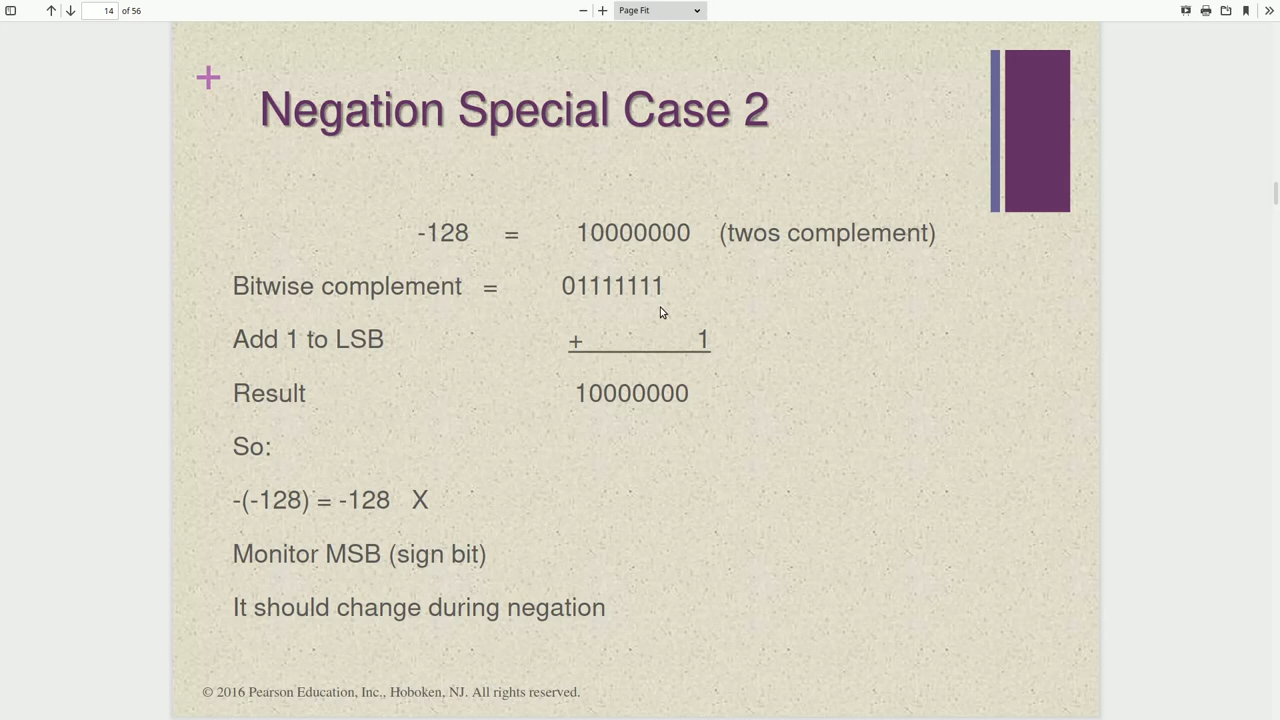 14 of 56 Page Fit
+
Negation Special Case 2
-128 = 10000000 (twos complement)
Bitwise complement = 01111111
Add 1 to LSB + 1
Result 10000000
So:
-(-128) = -128 X
Monitor MSB (sign bit)
It should change during negation
© 2016 Pearson Education, Inc., Hoboken, NJ. All rights reserved.